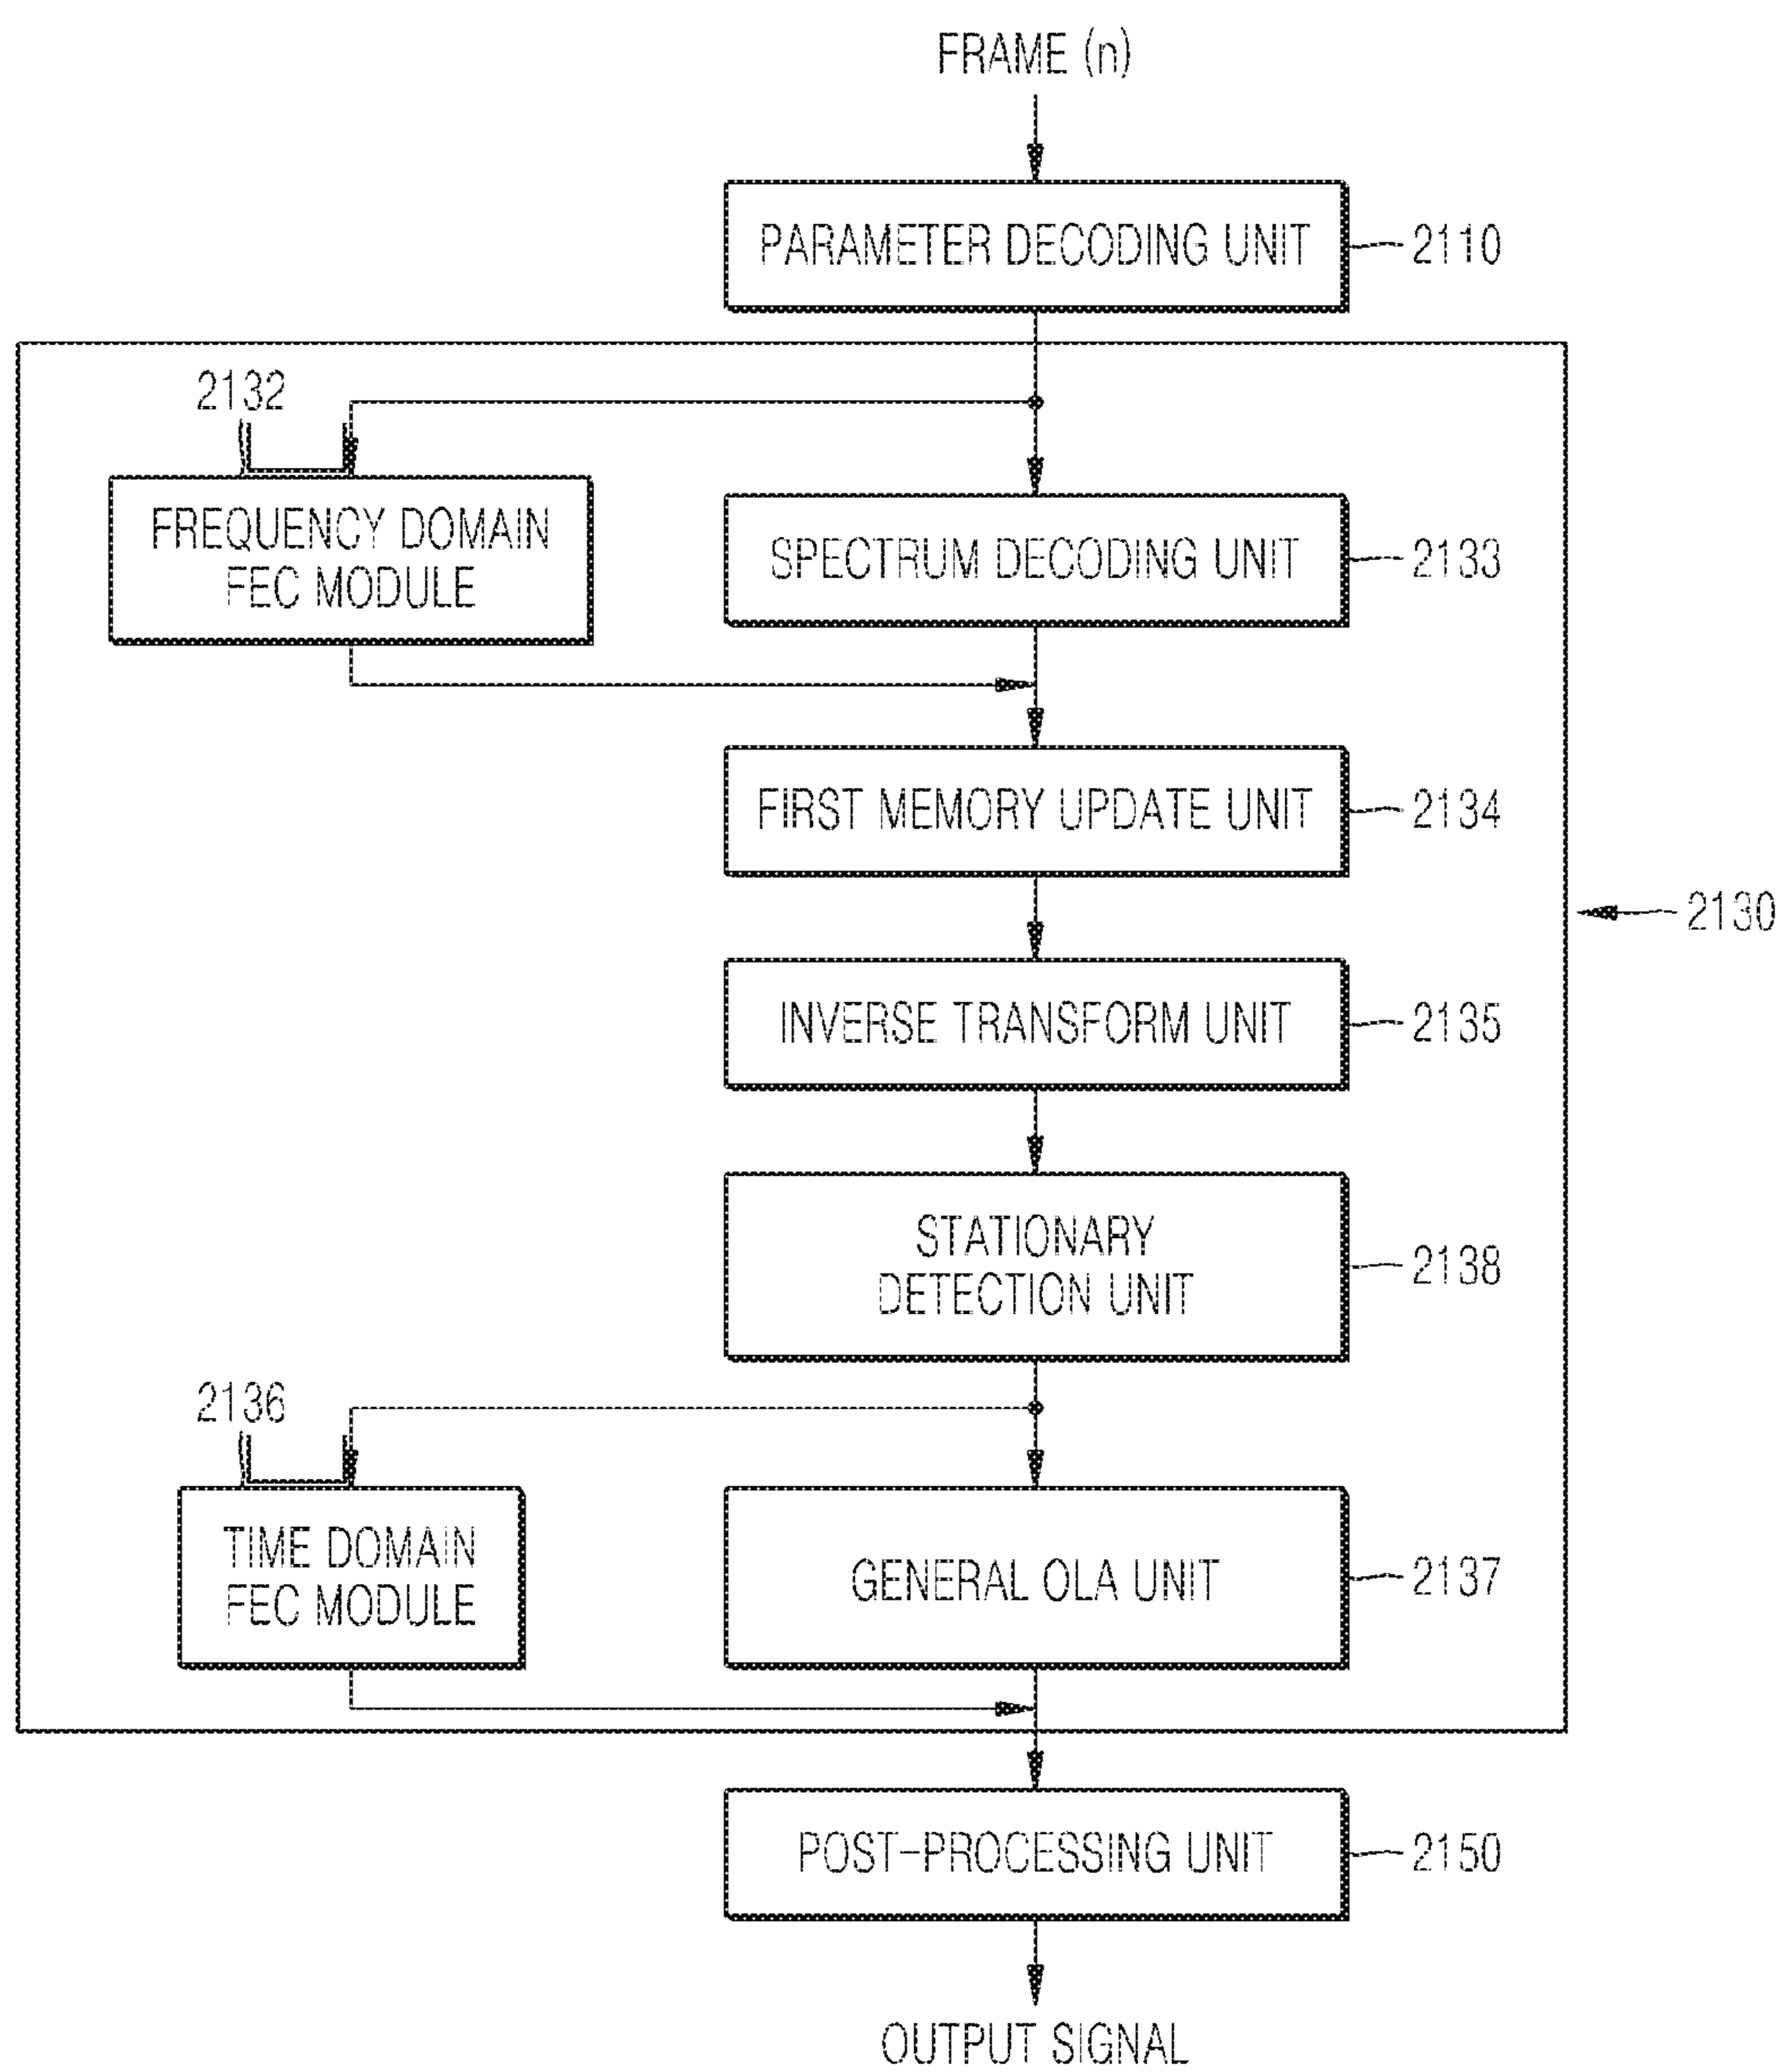 FRAME (n)
PARAMETER DECODING UNIT
2110
2132
FREQUENCY DOMAIN
FEC MODULE
SPECTRUM DECODING UNIT
2133
FIRST MEMORY UPDATE UNIT
2134
2130
INVERSE TRANSFORM UNIT
2135
STATIONARY
DETECTION UNIT
2138
2136
TIME DOMAIN
FEC MODULE
GENERAL OLA UNIT
2137
POST-PROCESSING UNIT
2150
OUTPUT SIGNAL